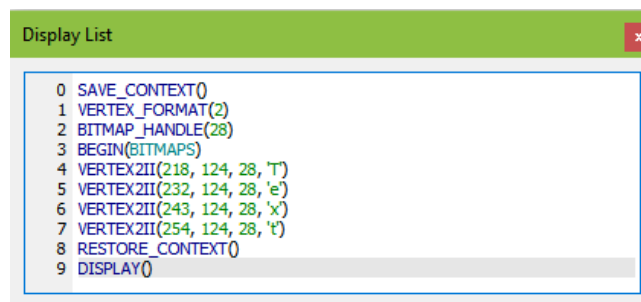 Display List
x
0 SAVE_CONTEXT()
1 VERTEX_FORMAT(2)
2 BITMAP_HANDLE(28)
3 BEGIN(BITMAPS)
4 VERTEX2II(218, 124, 28, 'T')
5 VERTEX2II(232, 124, 28, 'e')
6 VERTEX2II(243, 124, 28, 'x')
7 VERTEX2II(254, 124, 28, 't')
8 RESTORE_CONTEXT()
9 DISPLAY()